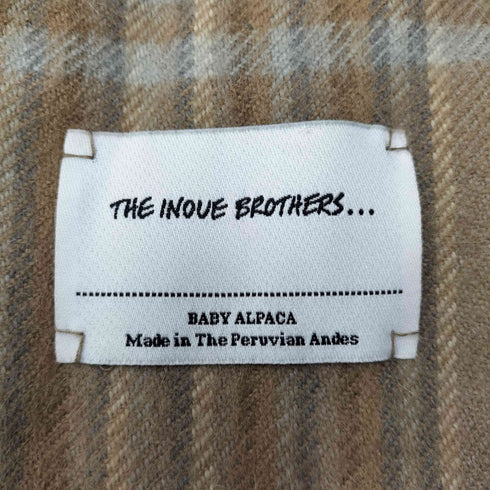 THE INOUE BROTHERS...
BABY ALPACA
Made in The Peruvian Andes